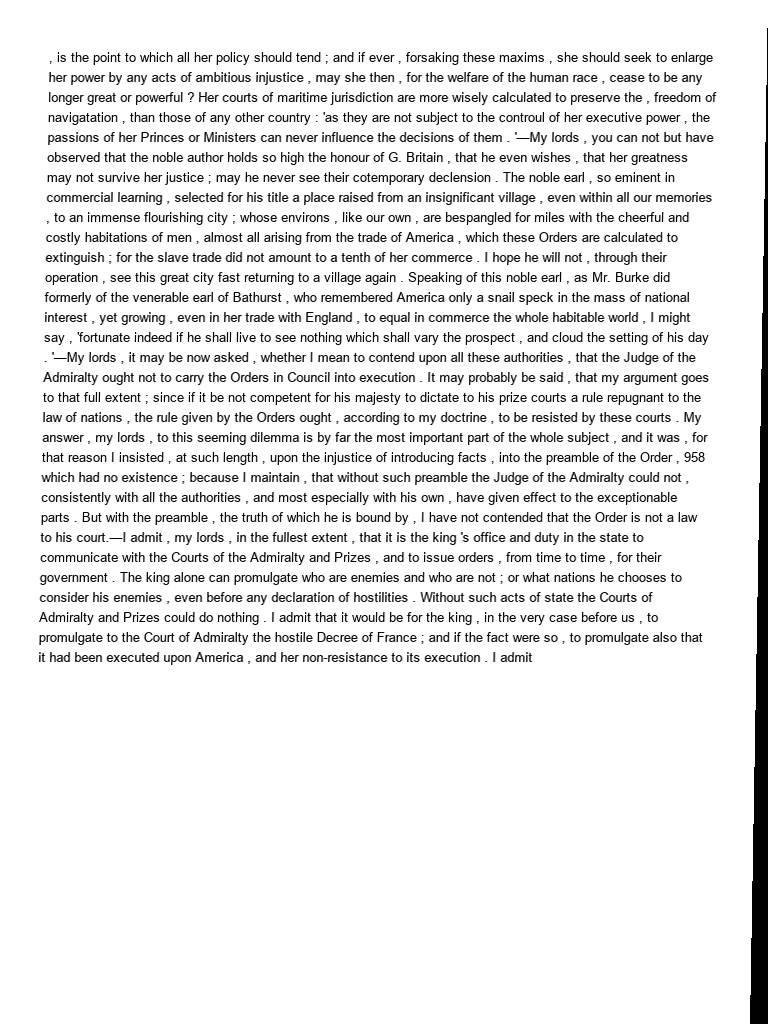 , is the point to which all her policy should tend ; and if ever , forsaking these maxims , she should seek to enlarge
her power by any acts of ambitious injustice , may she then , for the welfare of the human race , cease to be any
longer great or powerful ? Her courts of maritime jurisdiction are more wisely calculated to preserve the , freedom of
navigatation , than those of any other country : 'as they are not subject to the controul of her executive power , the
passions of her Princes or Ministers can never influence the decisions of them . '—My lords , you can not but have
observed that the noble author holds so high the honour of G. Britain , that he even wishes , that her greatness
may not survive her justice ; may he never see their cotemporary declension . The noble earl , so eminent in
commercial learning , selected for his title a place raised from an insignificant village , even within all our memories
, to an immense flourishing city ; whose environs , like our own , are bespangled for miles with the cheerful and
costly habitations of men , almost all arising from the trade of America , which these Orders are calculated to
extinguish ; for the slave trade did not amount to a tenth of her commerce . I hope he will not , through their
operation , see this great city fast returning to a village again . Speaking of this noble earl , as Mr. Burke did
formerly of the venerable earl of Bathurst , who remembered America only a snail speck in the mass of national
interest , yet growing , even in her trade with England , to equal in commerce the whole habitable world , I might
say , 'fortunate indeed if he shall live to see nothing which shall vary the prospect , and cloud the setting of his day
. '—My lords , it may be now asked , whether I mean to contend upon all these authorities , that the Judge of the
Admiralty ought not to carry the Orders in Council into execution . It may probably be said , that my argument goes
to that full extent ; since if it be not competent for his majesty to dictate to his prize courts a rule repugnant to the
law of nations , the rule given by the Orders ought , according to my doctrine , to be resisted by these courts . My
answer , my lords , to this seeming dilemma is by far the most important part of the whole subject , and it was , for
that reason I insisted , at such length , upon the injustice of introducing facts , into the preamble of the Order , 958
which had no existence ; because I maintain , that without such preamble the Judge of the Admiralty could not ,
consistently with all the authorities , and most especially with his own , have given effect to the exceptionable
parts . But with the preamble , the truth of which he is bound by , I have not contended that the Order is not a law
to his court.—I admit , my lords , in the fullest extent , that it is the king 's office and duty in the state to
communicate with the Courts of the Admiralty and Prizes , and to issue orders , from time to time , for their
government . The king alone can promulgate who are enemies and who are not ; or what nations he chooses to
consider his enemies , even before any declaration of hostilities . Without such acts of state the Courts of
Admiralty and Prizes could do nothing . I admit that it would be for the king , in the very case before us , to
promulgate to the Court of Admiralty the hostile Decree of France ; and if the fact were so , to promulgate also that
it had been executed upon America , and her non-resistance to its execution . I admit